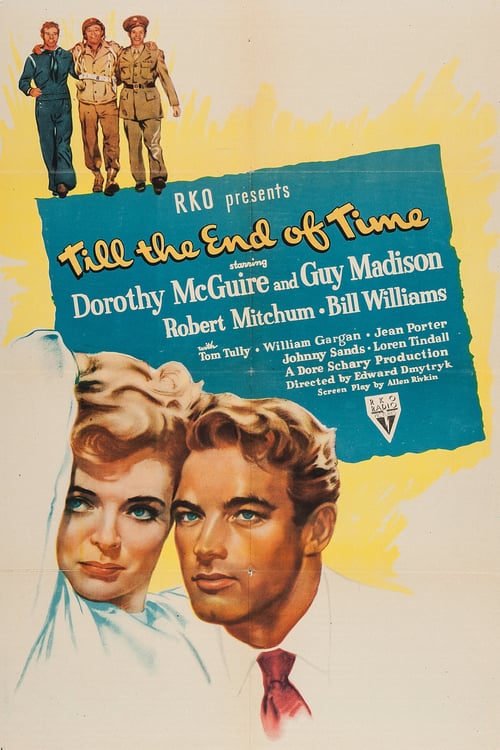 RKO presents
Till the End of Time
starring
Dorothy McGuire and Guy Madison
Robert Mitchum · Bill Williams
with
Tom Tully · William Gargan · Jean Porter
Johnny Sands · Loren Tindall
A Dore Schary Production
Directed by Edward Dmytryk
Screen Play by Allen Rivkin
RKO
RADIO